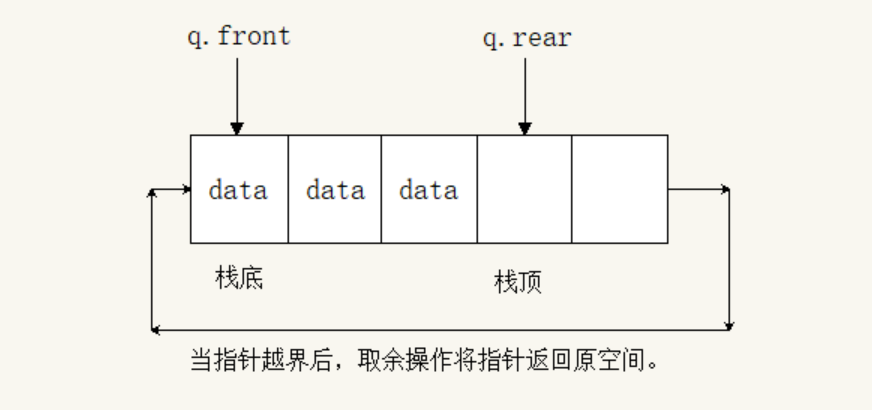 q.front q.rear
data data data
栈底 栈顶
当指针越界后，取余操作将指针返回原空间。